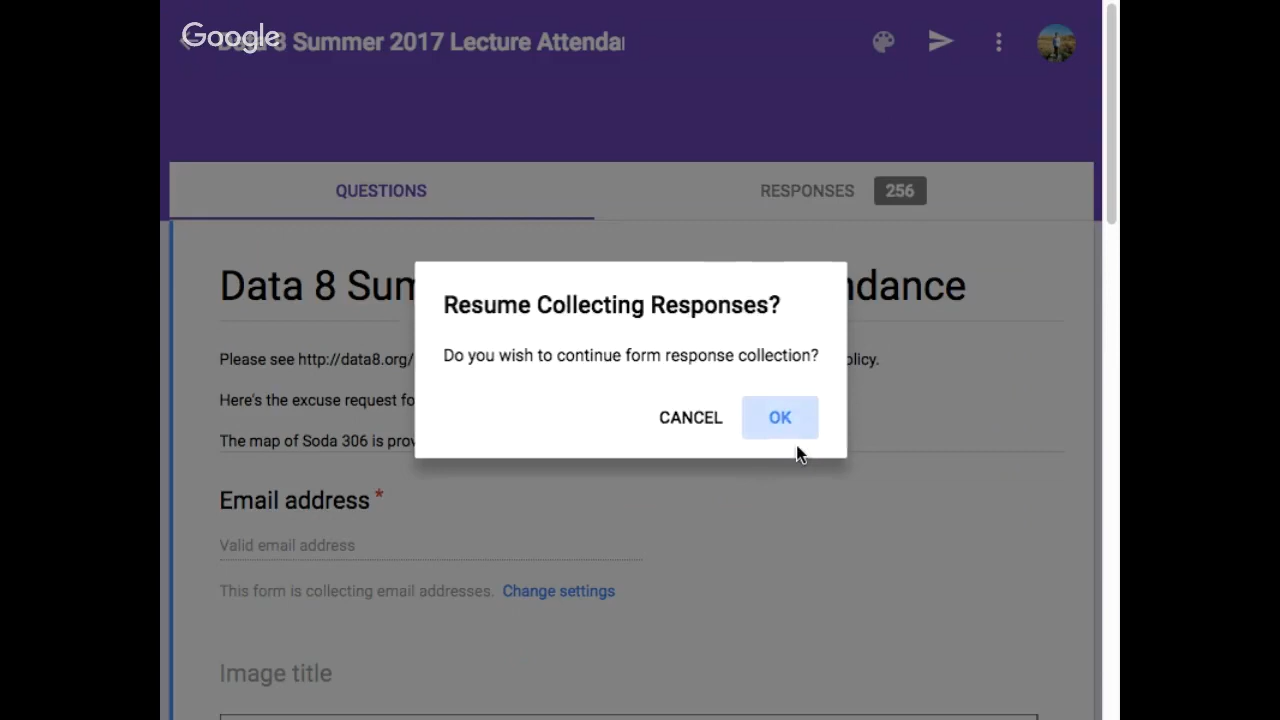 Google
Data 8 Summer 2017 Lecture Attendan
QUESTIONS
RESPONSES 256
Data 8 Sum
ndance
Resume Collecting Responses?
Please see http://data8.org/
olicy.
Do you wish to continue form response collection?
Here's the excuse request fo
CANCEL OK
The map of Soda 306 is prov
Email address *
Valid email address
This form is collecting email addresses. Change settings
Image title